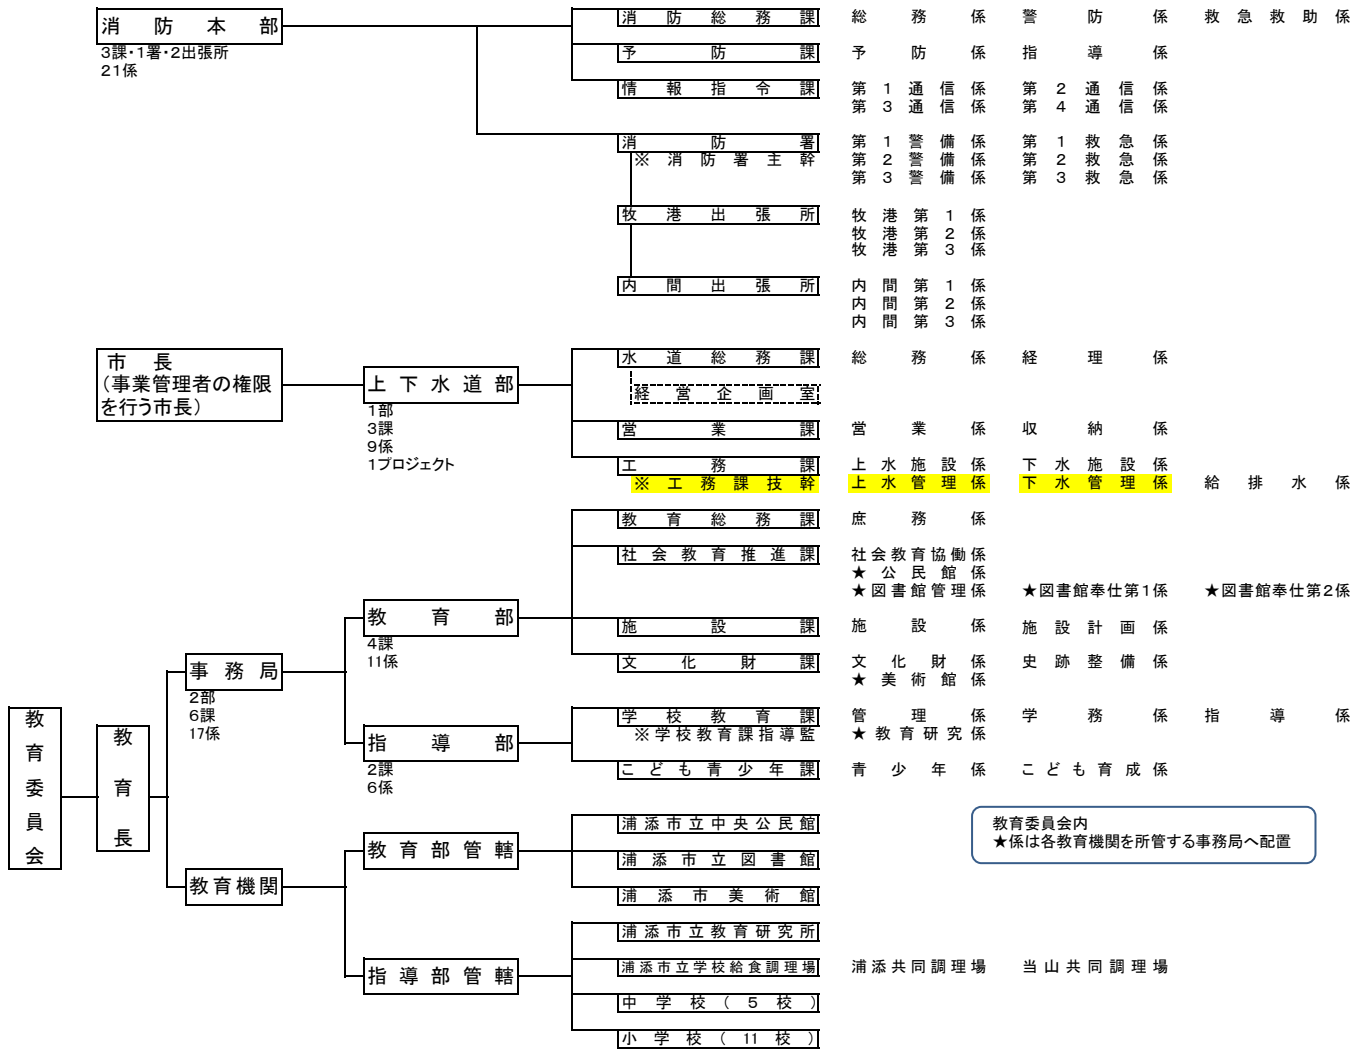 消防本部
3課・1署・2出張所
21係
消防総務課 総務係 警防係 救急救助係
予防課 予防係 指導係
情報指令課 第1通信係 第2通信係
第3通信係 第4通信係
消防署 第1警備係 第1救急係
※消防署主幹 第2警備係 第2救急係
第3警備係 第3救急係
牧港出張所 牧港第1係
牧港第2係
牧港第3係
内間出張所 内間第1係
内間第2係
内間第3係
市長
(事業管理者の権限
を行う市長)
上下水道部
1部
3課
9係
1プロジェクト
水道総務課 総務係 経理係
経営企画室
営業課 営業係 収納係
工務課 上水施設係 下水施設係
※工務課技幹 上水管理係 下水管理係 給排水係
教育委員会
教育長
事務局
2部
6課
17係
教育部
4課
11係
教育総務課 庶務係
社会教育推進課 社会教育協働係
★公民館係
★図書館管理係 ★図書館奉仕第1係 ★図書館奉仕第2係
施設課 施設係 施設計画係
文化財課 文化財係 史跡整備係
★美術館係
指導部
2課
6係
学校教育課 管理係 学務係 指導係
※学校教育課指導監 ★教育研究係
こども青少年課 青少年係 こども育成係
教育機関
教育部管轄
浦添市立中央公民館
浦添市立図書館
浦添市美術館
指導部管轄
浦添市立教育研究所
浦添市立学校給食調理場 浦添共同調理場 当山共同調理場
中学校(5校)
小学校(11校)
教育委員会内
★係は各教育機関を所管する事務局へ配置